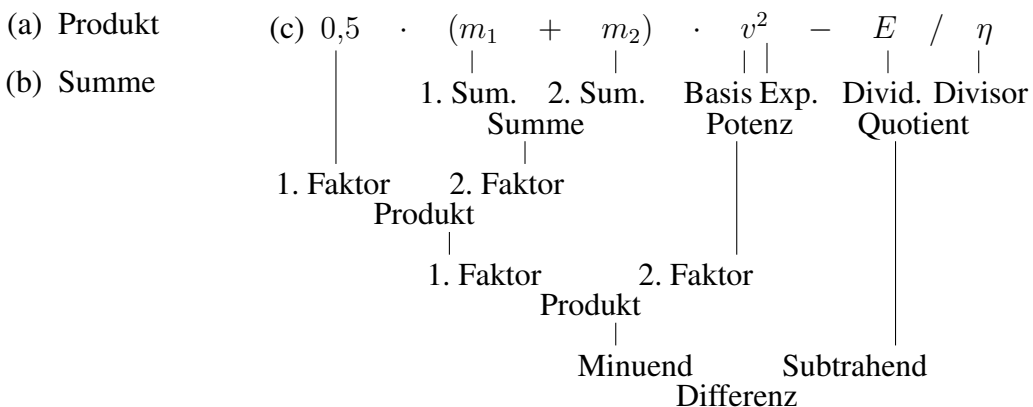 (a) Produkt
(c) 0,5 · (m₁ + m₂) · v² − E / η
(b) Summe
1. Sum. 2. Sum. Basis Exp. Divid. Divisor
Summe Potenz Quotient
1. Faktor 2. Faktor
Produkt
1. Faktor 2. Faktor
Produkt
Minuend Subtrahend
Differenz